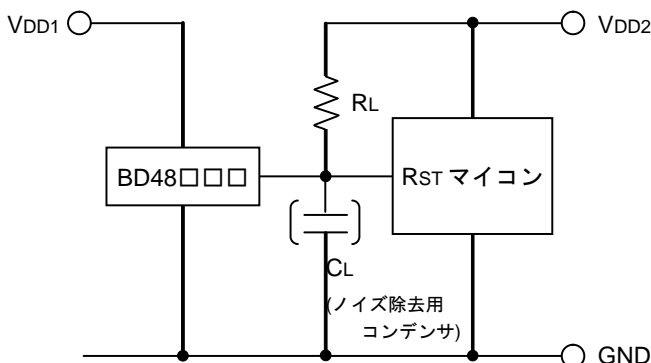 VDD1
VDD2
RL
BD48□□□
RST マイコン
CL
(ノイズ除去用
コンデンサ)
GND